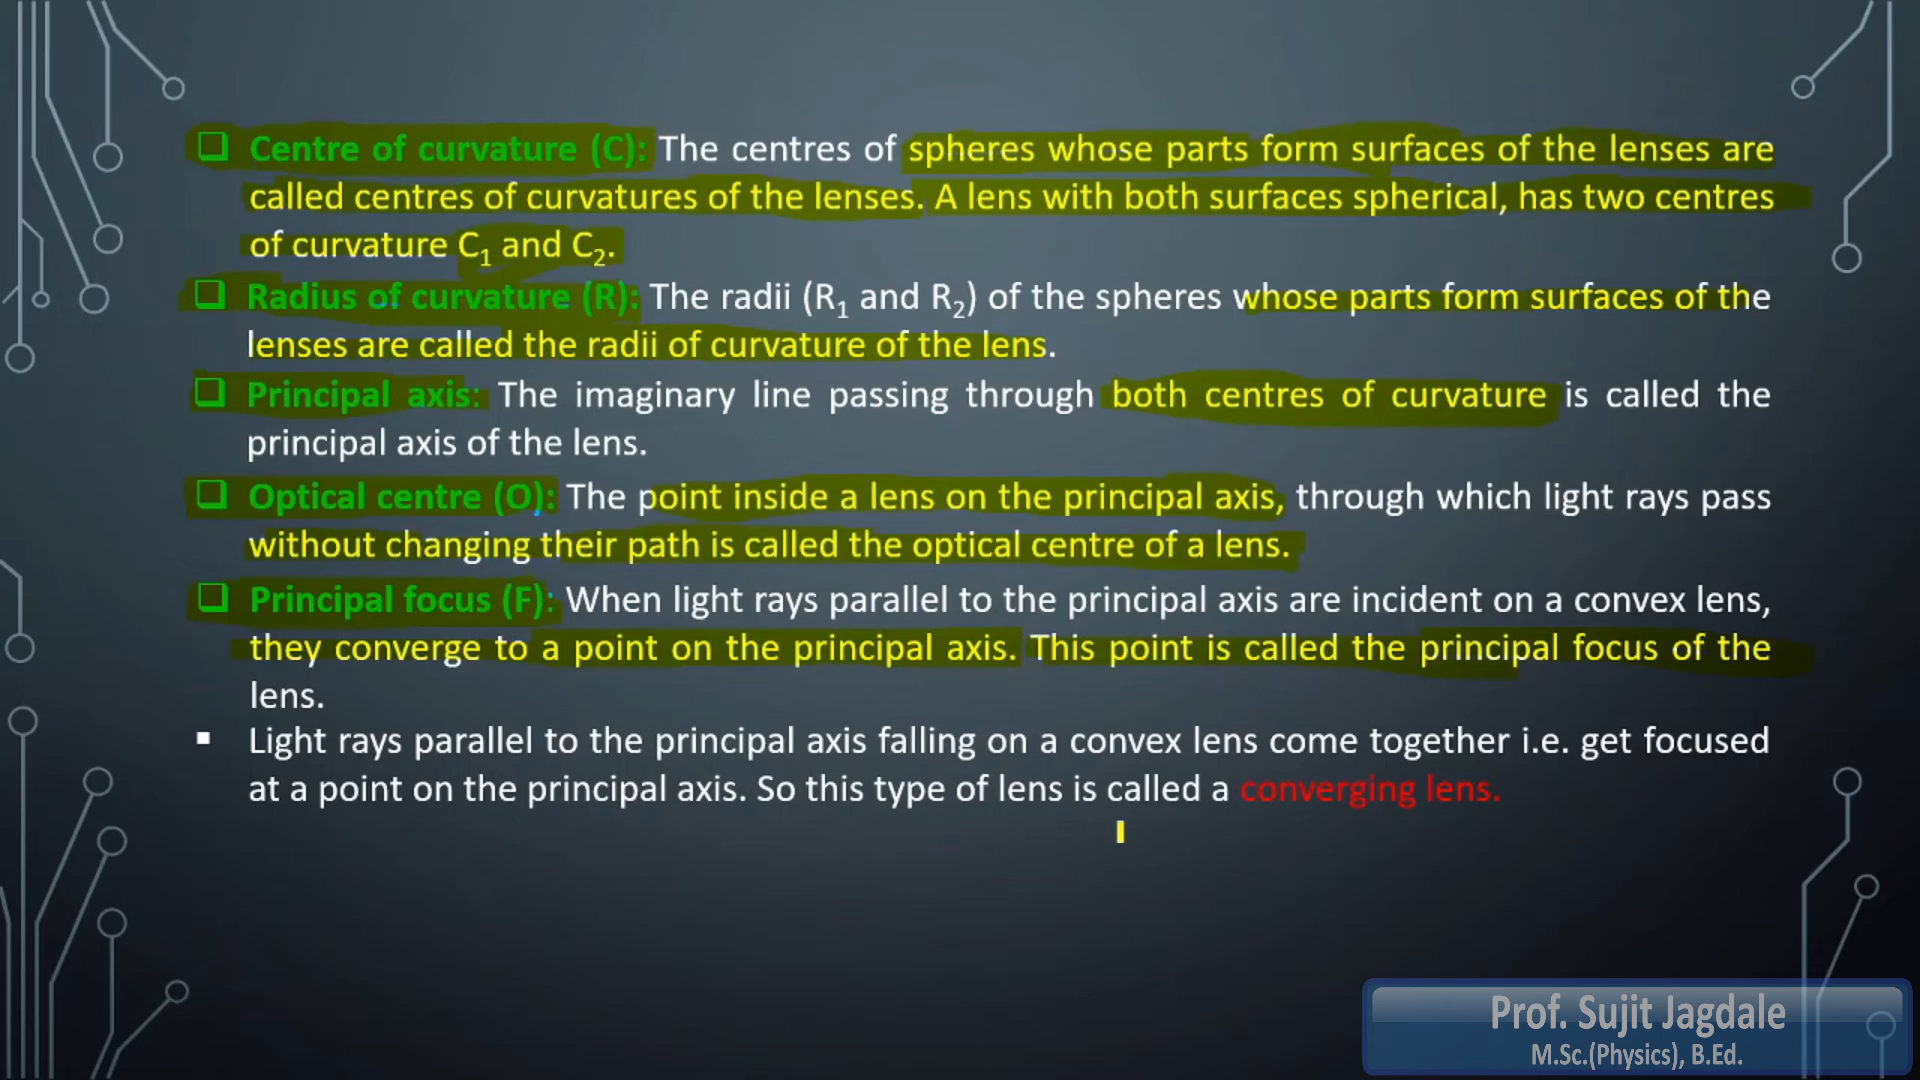 ❑ Centre of curvature (C): The centres of spheres whose parts form surfaces of the lenses are
called centres of curvatures of the lenses. A lens with both surfaces spherical, has two centres
of curvature C₁ and C₂.
❑ Radius of curvature (R): The radii (R₁ and R₂) of the spheres whose parts form surfaces of the
lenses are called the radii of curvature of the lens.
❑ Principal axis: The imaginary line passing through both centres of curvature is called the
principal axis of the lens.
❑ Optical centre (O): The point inside a lens on the principal axis, through which light rays pass
without changing their path is called the optical centre of a lens.
❑ Principal focus (F): When light rays parallel to the principal axis are incident on a convex lens,
they converge to a point on the principal axis. This point is called the principal focus of the
lens.
▪ Light rays parallel to the principal axis falling on a convex lens come together i.e. get focused
at a point on the principal axis. So this type of lens is called a converging lens.
Prof. Sujit Jagdale
M.Sc.(Physics), B.Ed.